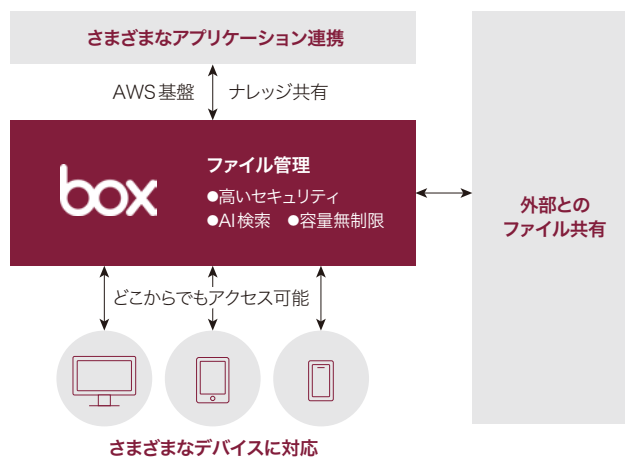 さまざまなアプリケーション連携
AWS基盤 ナレッジ共有
box
ファイル管理
●高いセキュリティ
●AI検索 ●容量無制限
外部との
ファイル共有
どこからでもアクセス可能
さまざまなデバイスに対応